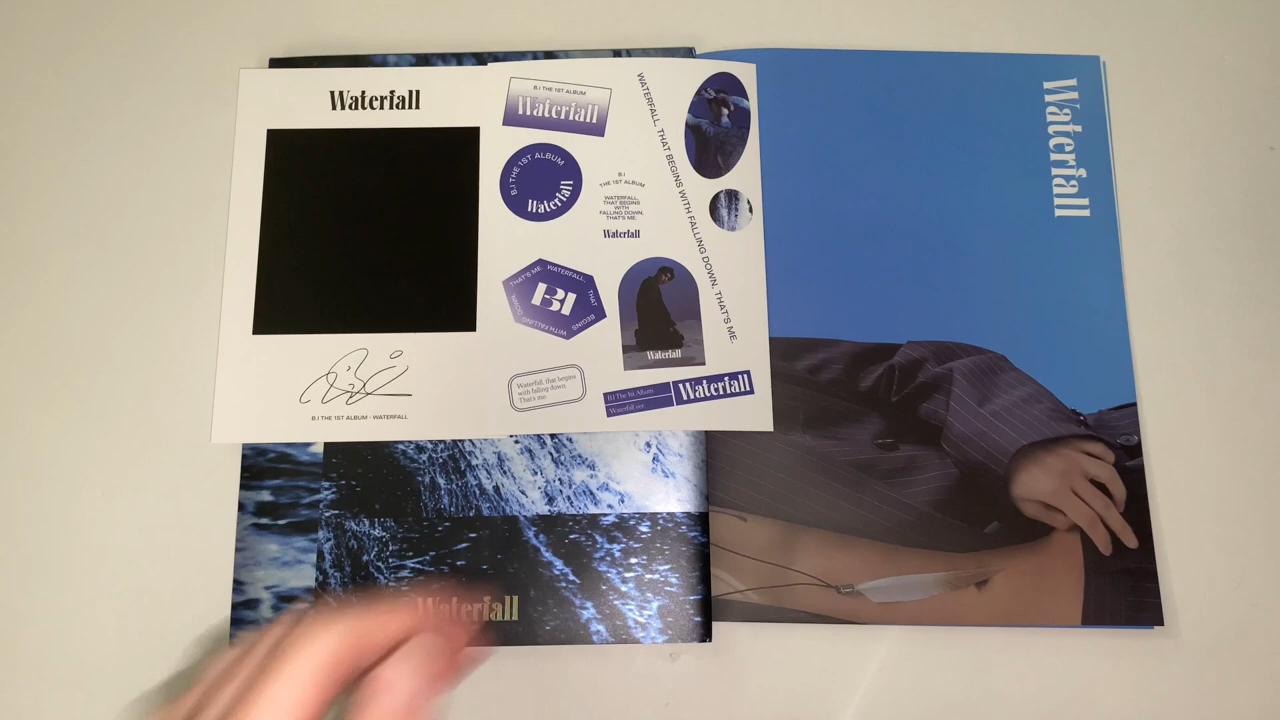 Waterfall
B.I THE 1ST ALBUM - WATERFALL
B.I THE 1ST ALBUM
Waterfall
B.I THE 1ST ALBUM
Waterfall
B.I
THE 1ST ALBUM
WATERFALL,
THAT BEGINS
WITH
FALLING DOWN,
THAT'S ME.
Waterfall
WATERFALL, THAT BEGINS WITH FALLING DOWN. THAT'S ME.
THAT'S ME. WATERFALL, THAT BEGINS WITH FALLING DOWN.
BI
Waterfall
Waterfall, that begins
with falling down.
That's me.
B.I The 1st Album
Waterfall ver.
Waterfall
Waterfall
Waterfall